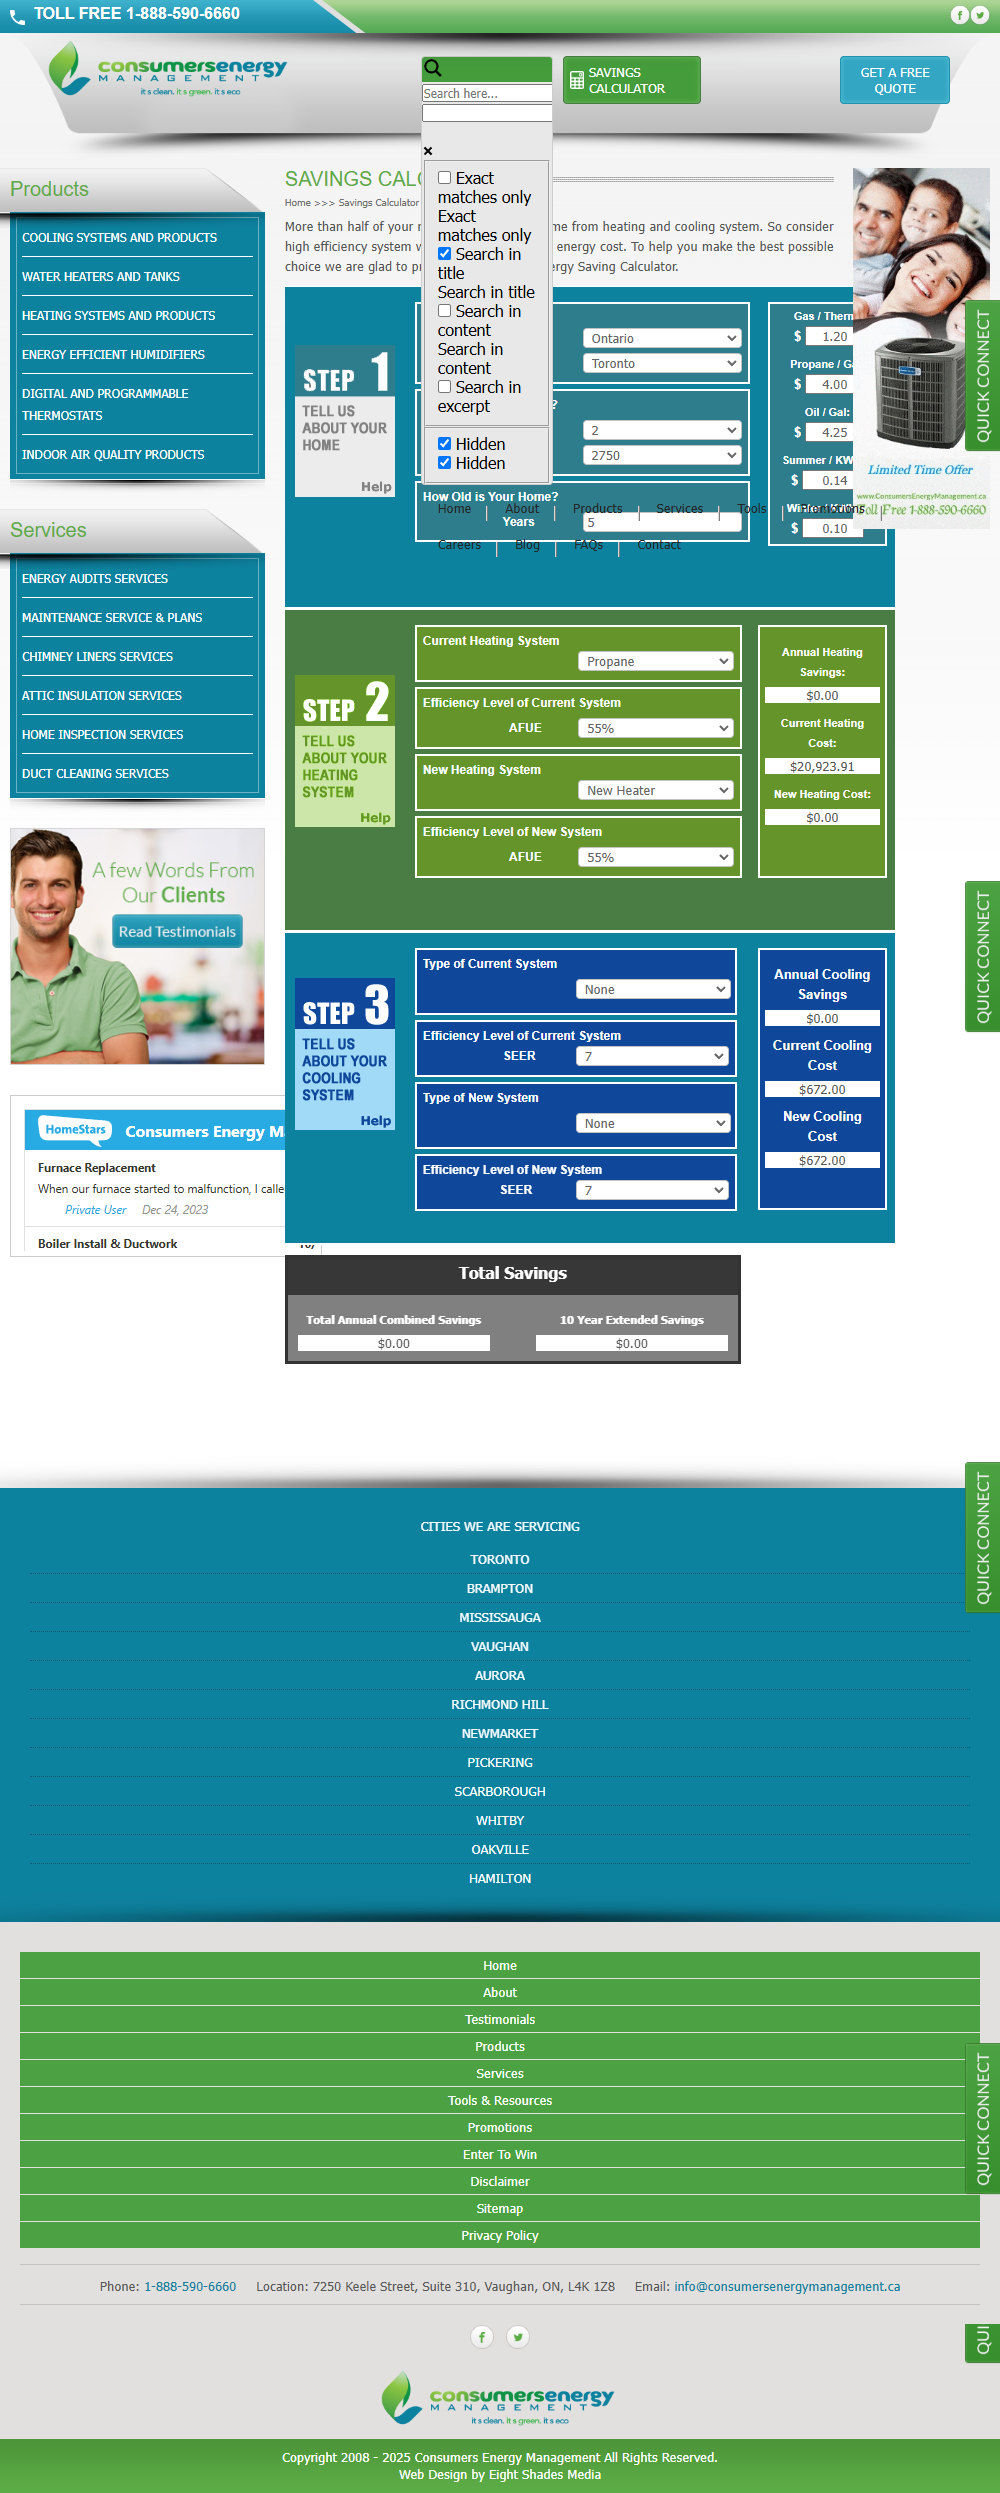 TOLL FREE 1-888-590-6660
consumersenergy
MANAGEMENT
it s clean. it s green. it s eco
Search here...
SAVINGS
CALCULATOR
GET A FREE
QUOTE
Exact
matches only
Exact
matches only
Search in
title
Search in title
Search in
content
Search in
content
Search in
excerpt
Hidden
Hidden
Home
About
Products
Services
Tools
Promotions
Careers
Blog
FAQs
Contact
Products
COOLING SYSTEMS AND PRODUCTS
WATER HEATERS AND TANKS
HEATING SYSTEMS AND PRODUCTS
ENERGY EFFICIENT HUMIDIFIERS
DIGITAL AND PROGRAMMABLE
THERMOSTATS
INDOOR AIR QUALITY PRODUCTS
Services
ENERGY AUDITS SERVICES
MAINTENANCE SERVICE & PLANS
CHIMNEY LINERS SERVICES
ATTIC INSULATION SERVICES
HOME INSPECTION SERVICES
DUCT CLEANING SERVICES
A few Words From
Our Clients
Read Testimonials
HomeStars
Consumers Energy M
Furnace Replacement
When our furnace started to malfunction, I calle
Private User Dec 24, 2023
Boiler Install & Ductwork
SAVINGS CALC
Home >>> Savings Calculator
More than half of your
me from heating and cooling system. So consider
high efficiency system
energy cost. To help you make the best possible
choice we are glad to pr
rgy Saving Calculator.
STEP 1
TELL US
ABOUT YOUR
HOME
Help
Ontario
Toronto
?
2
2750
How Old is Your Home?
Years
5
Gas / Therm
$ 1.20
Propane / Ga
$ 4.00
Oil / Gal:
$ 4.25
Summer / KW
$ 0.14
$ 0.10
Limited Time Offer
www.ConsumersEnergyManagement.ca
Toll Free 1-888-590-6660
STEP 2
TELL US
ABOUT YOUR
HEATING
SYSTEM
Help
Current Heating System
Propane
Efficiency Level of Current System
AFUE
55%
New Heating System
New Heater
Efficiency Level of New System
AFUE
55%
Annual Heating
Savings:
$0.00
Current Heating
Cost:
$20,923.91
New Heating Cost:
$0.00
STEP 3
TELL US
ABOUT YOUR
COOLING
SYSTEM
Help
Type of Current System
None
Efficiency Level of Current System
SEER
7
Type of New System
None
Efficiency Level of New System
SEER
7
Annual Cooling
Savings
$0.00
Current Cooling
Cost
$672.00
New Cooling
Cost
$672.00
Total Savings
Total Annual Combined Savings
$0.00
10 Year Extended Savings
$0.00
QUICK CONNECT
QUICK CONNECT
QUICK CONNECT
QUICK CONNECT
QUI
CITIES WE ARE SERVICING
TORONTO
BRAMPTON
MISSISSAUGA
VAUGHAN
AURORA
RICHMOND HILL
NEWMARKET
PICKERING
SCARBOROUGH
WHITBY
OAKVILLE
HAMILTON
Home
About
Testimonials
Products
Services
Tools & Resources
Promotions
Enter To Win
Disclaimer
Sitemap
Privacy Policy
Phone: 1-888-590-6660 Location: 7250 Keele Street, Suite 310, Vaughan, ON, L4K 1Z8 Email: info@consumersenergymanagement.ca
consumersenergy
MANAGEMENT
it s clean. it s green. it s eco
Copyright 2008 - 2025 Consumers Energy Management All Rights Reserved.
Web Design by Eight Shades Media